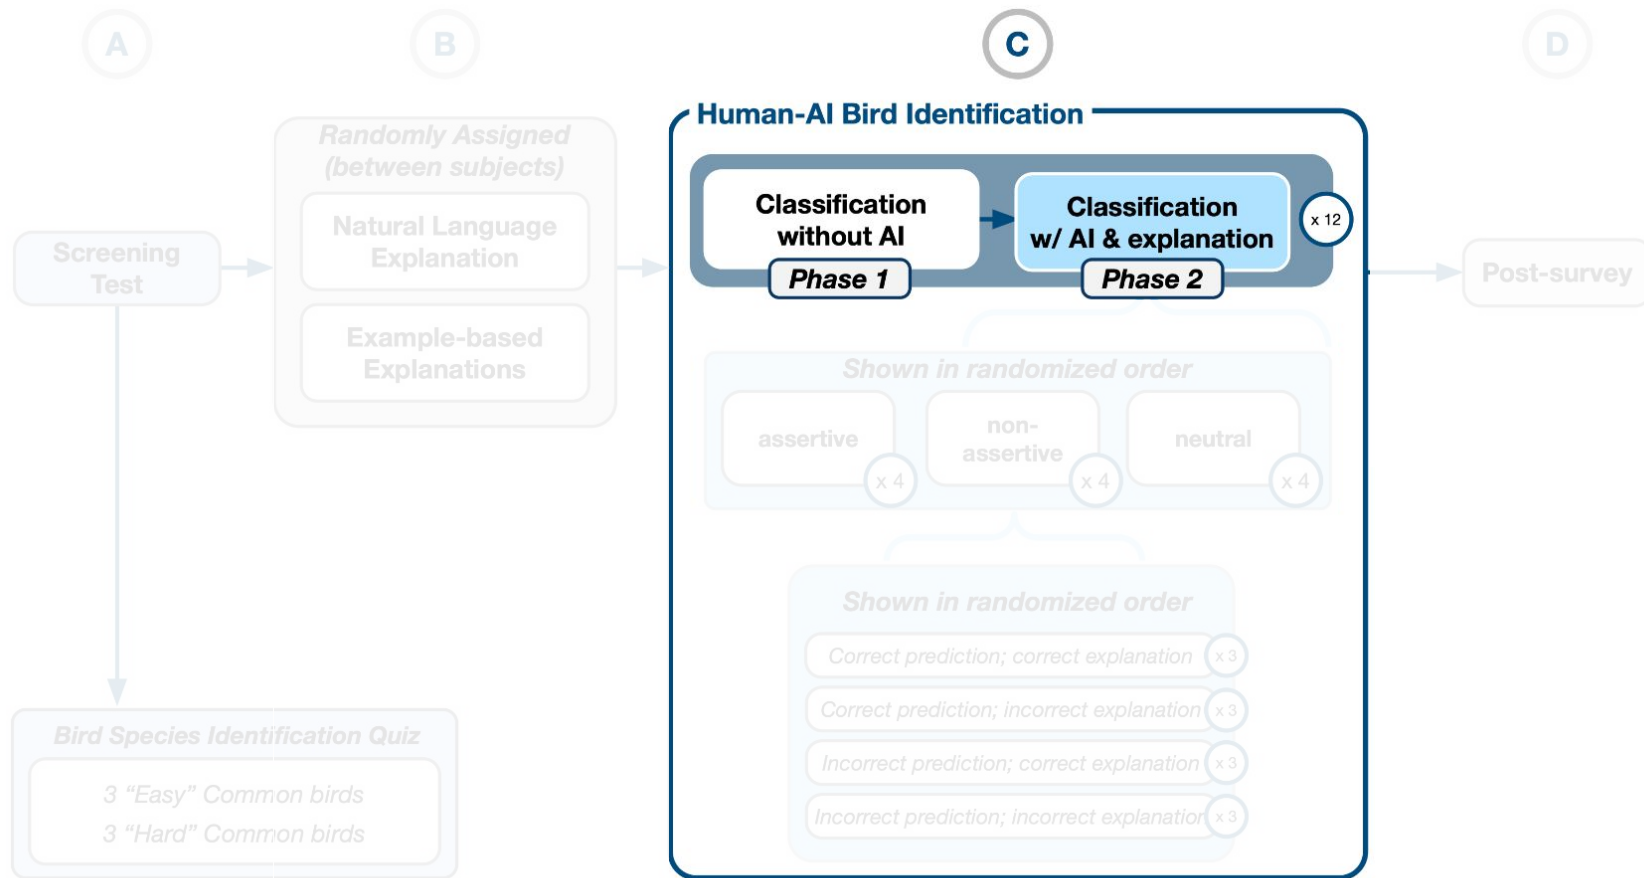 A
B
C
D
Screening
Test
Randomly Assigned
(between subjects)
Natural Language
Explanation
Example-based
Explanations
Human-AI Bird Identification
Classification
without AI
Phase 1
Classification
w/ AI & explanation
Phase 2
x 12
Shown in randomized order
assertive
x 4
non-
assertive
x 4
neutral
x 4
Shown in randomized order
Correct prediction; correct explanation
x 3
Correct prediction; incorrect explanation
x 3
Incorrect prediction; correct explanation
x 3
Incorrect prediction; incorrect explanation
x 3
Post-survey
Bird Species Identification Quiz
3 “Easy” Common birds
3 “Hard” Common birds